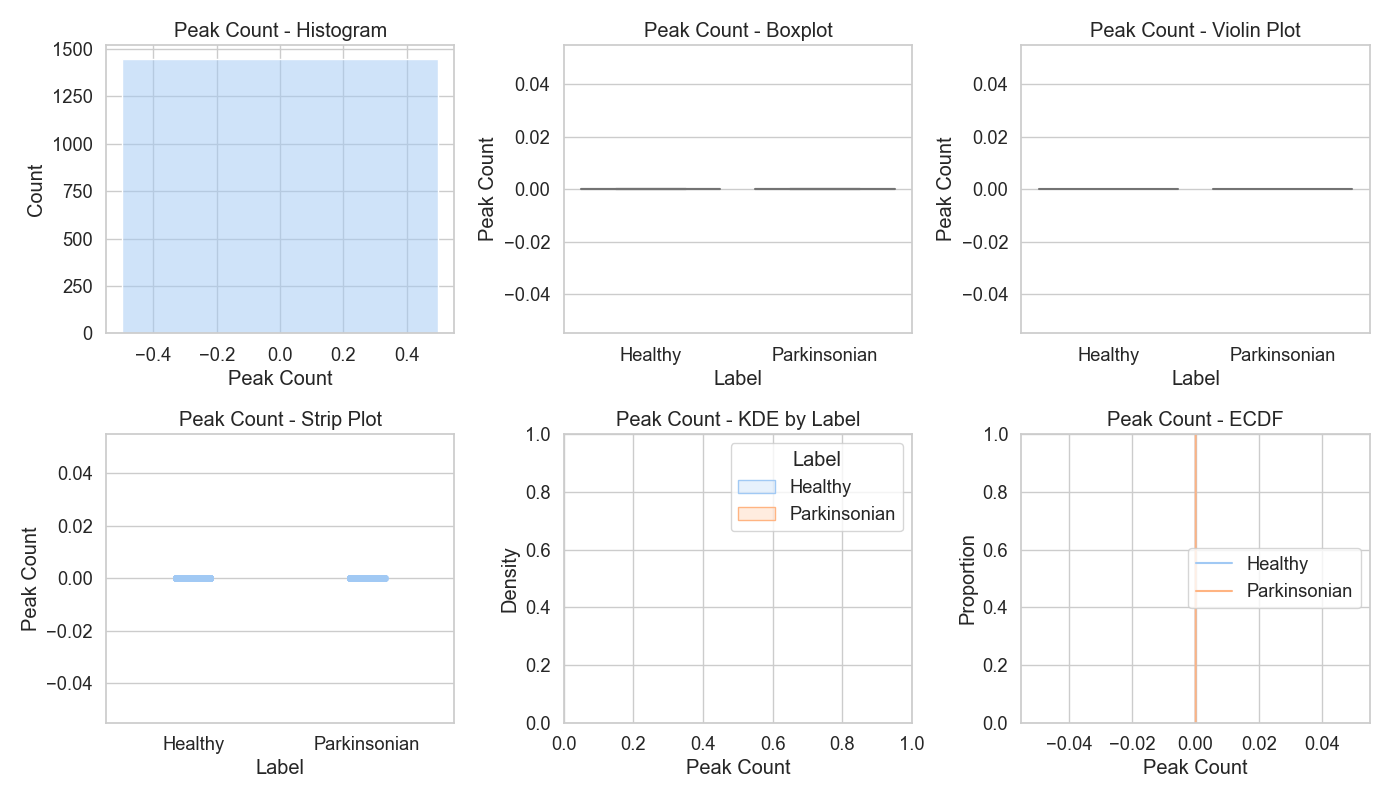 Peak Count - Histogram
1500
1250
1000
750
500
250
0
Count
−0.4 −0.2 0.0 0.2 0.4
Peak Count
Peak Count - Boxplot
0.04
0.02
0.00
−0.02
−0.04
Peak Count
Healthy Parkinsonian
Label
Peak Count - Violin Plot
0.04
0.02
0.00
−0.02
−0.04
Peak Count
Healthy Parkinsonian
Label
Peak Count - Strip Plot
0.04
0.02
0.00
−0.02
−0.04
Peak Count
Healthy Parkinsonian
Label
Peak Count - KDE by Label
1.0
0.8
0.6
0.4
0.2
0.0
Density
Label
Healthy
Parkinsonian
0.0 0.2 0.4 0.6 0.8 1.0
Peak Count
Peak Count - ECDF
1.0
0.8
0.6
0.4
0.2
0.0
Proportion
Healthy
Parkinsonian
−0.04 −0.02 0.00 0.02 0.04
Peak Count